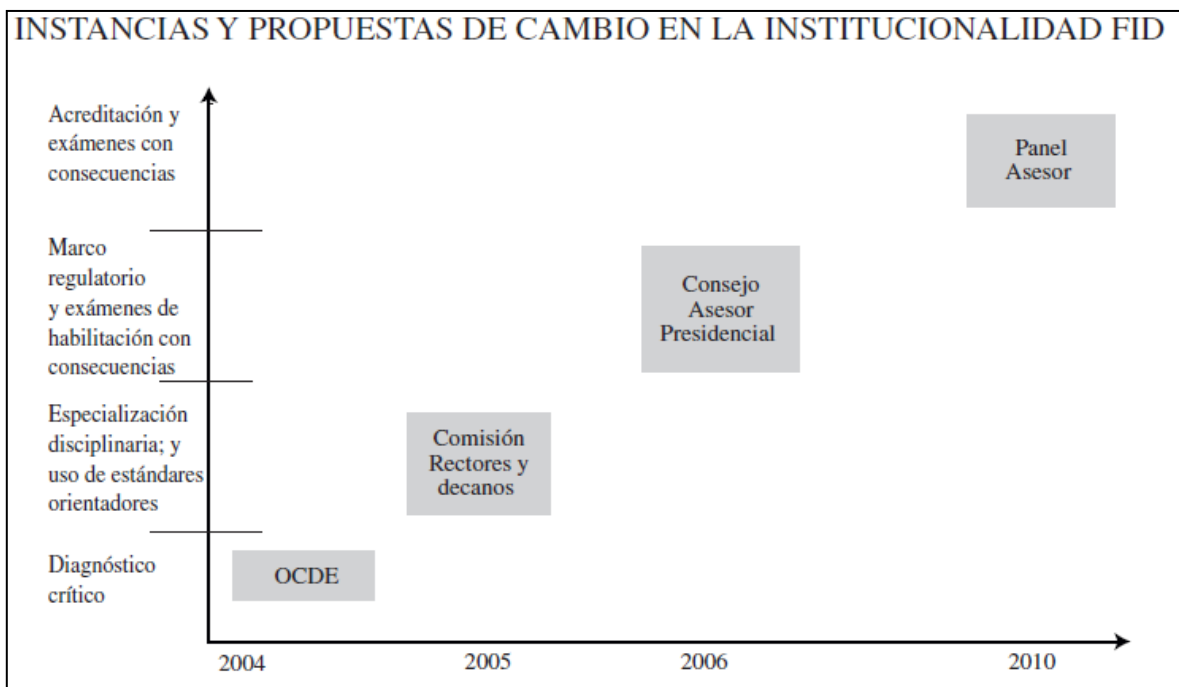 INSTANCIAS Y PROPUESTAS DE CAMBIO EN LA INSTITUCIONALIDAD FID
Acreditación y
exámenes con
consecuencias
Panel
Asesor
Marco
regulatorio
y exámenes de
habilitación con
consecuencias
Consejo
Asesor
Presidencial
Especialización
disciplinaria; y
uso de estándares
orientadores
Comisión
Rectores y
decanos
Diagnóstico
crítico
OCDE
2004
2005
2006
2010